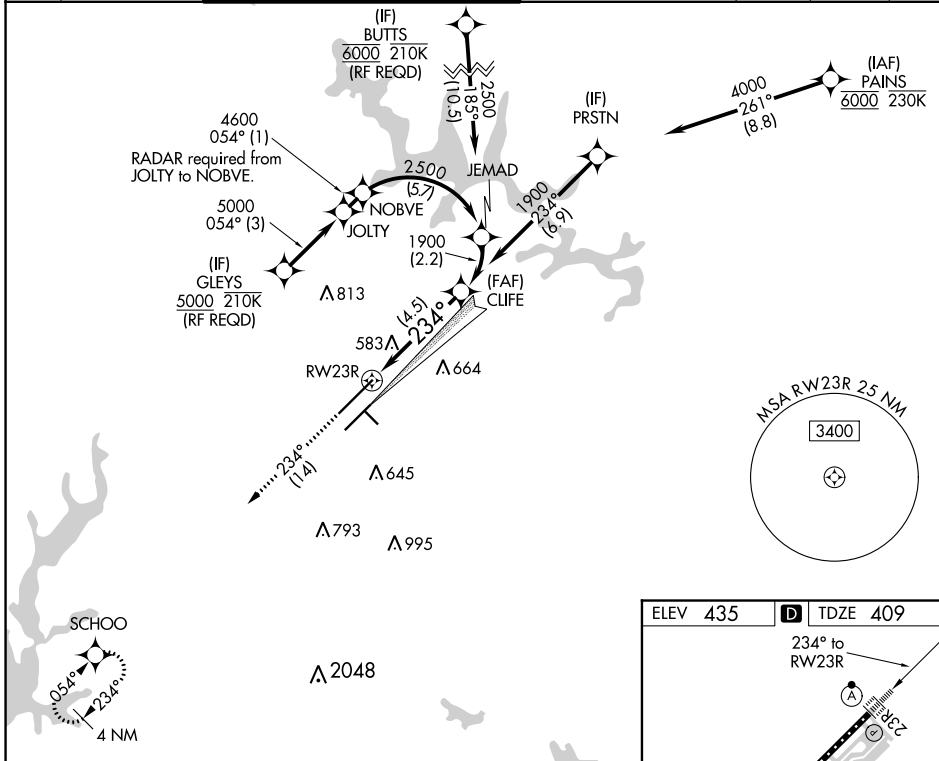 (IF)
BUTTS
6000 210K
(RF REQD)
2500
185°
(10.5)
(IAF)
PAINS
6000 230K
4000
261°
(8.8)
(IF)
PRSTN
4600
054° (1)
RADAR required from
JOLTY to NOBVE.
2500
(5.7)
JEMAD
NOBVE
JOLTY
5000
054° (3)
1900
234°
(6.9)
1900
(2.2)
(IF)
GLEYS
5000 210K
(RF REQD)
(FAF)
CLIFE
813
(4.5)
234°
583
664
RW23R
MSA RW23R 25 NM
3400
234°
(14)
645
793
995
SCHOO
054°
234°
4 NM
2048
ELEV 435 D TDZE 409
234° to
RW23R
A
23R
P